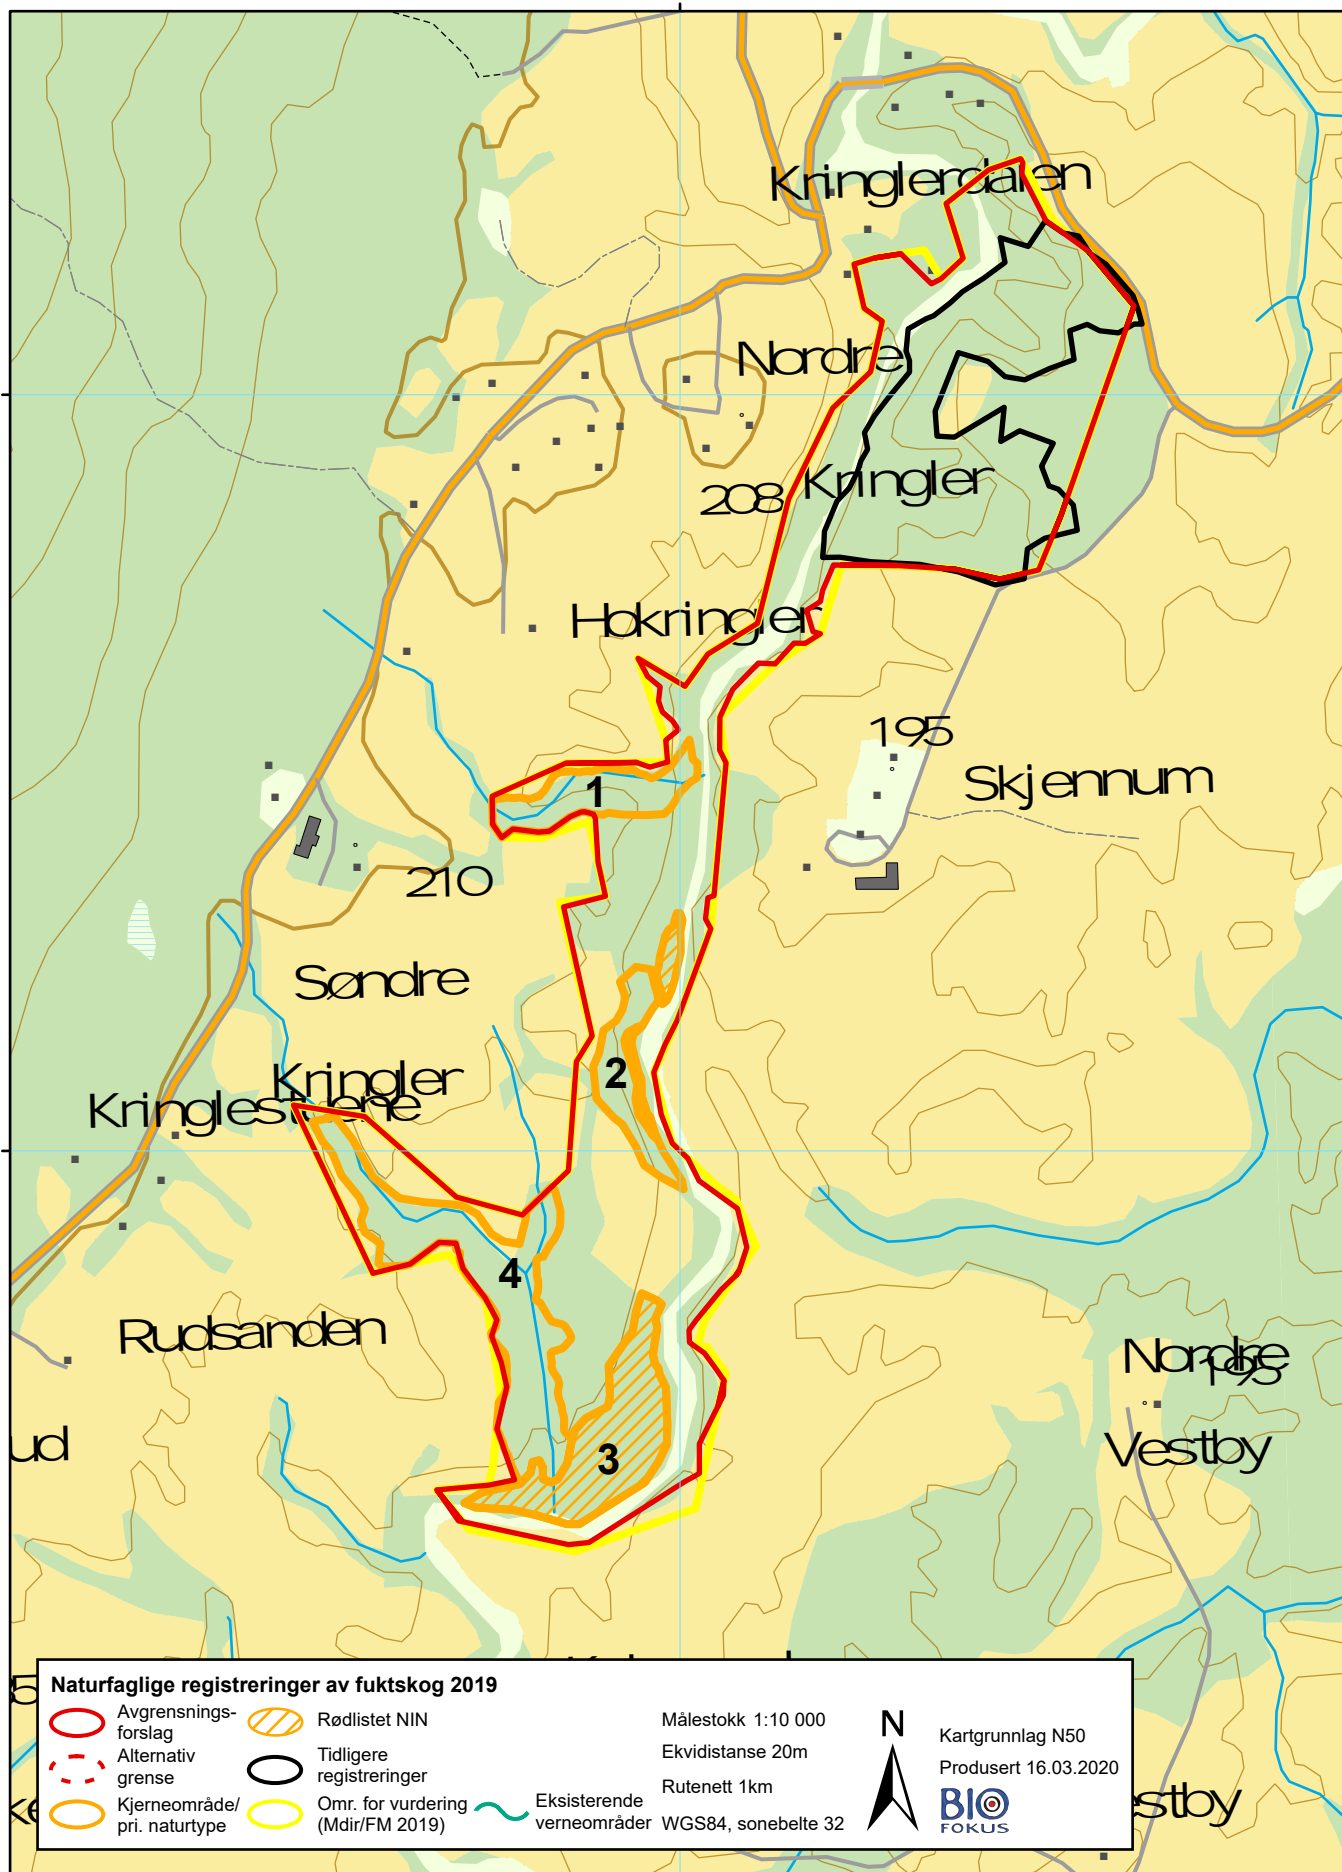 Kringlerdalen
Nordre
Kringler
208
Hokringler
195
Skjennum
1
210
Søndre
Kringler
Kringlestuene
2
4
Rudsanden
Nordre
195
Vestby
ud
3
Naturfaglige registreringer av fuktskog 2019
Avgrensnings-
forslag
Alternativ
grense
Kjerneområde/
pri. naturtype
Rødlistet NIN
Tidligere
registreringer
Omr. for vurdering
(Mdir/FM 2019)
Eksisterende
verneområder
Målestokk 1:10 000
Ekvidistanse 20m
Rutenett 1km
WGS84, sonebelte 32
N
Kartgrunnlag N50
Produsert 16.03.2020
BIO
FOKUS
estby